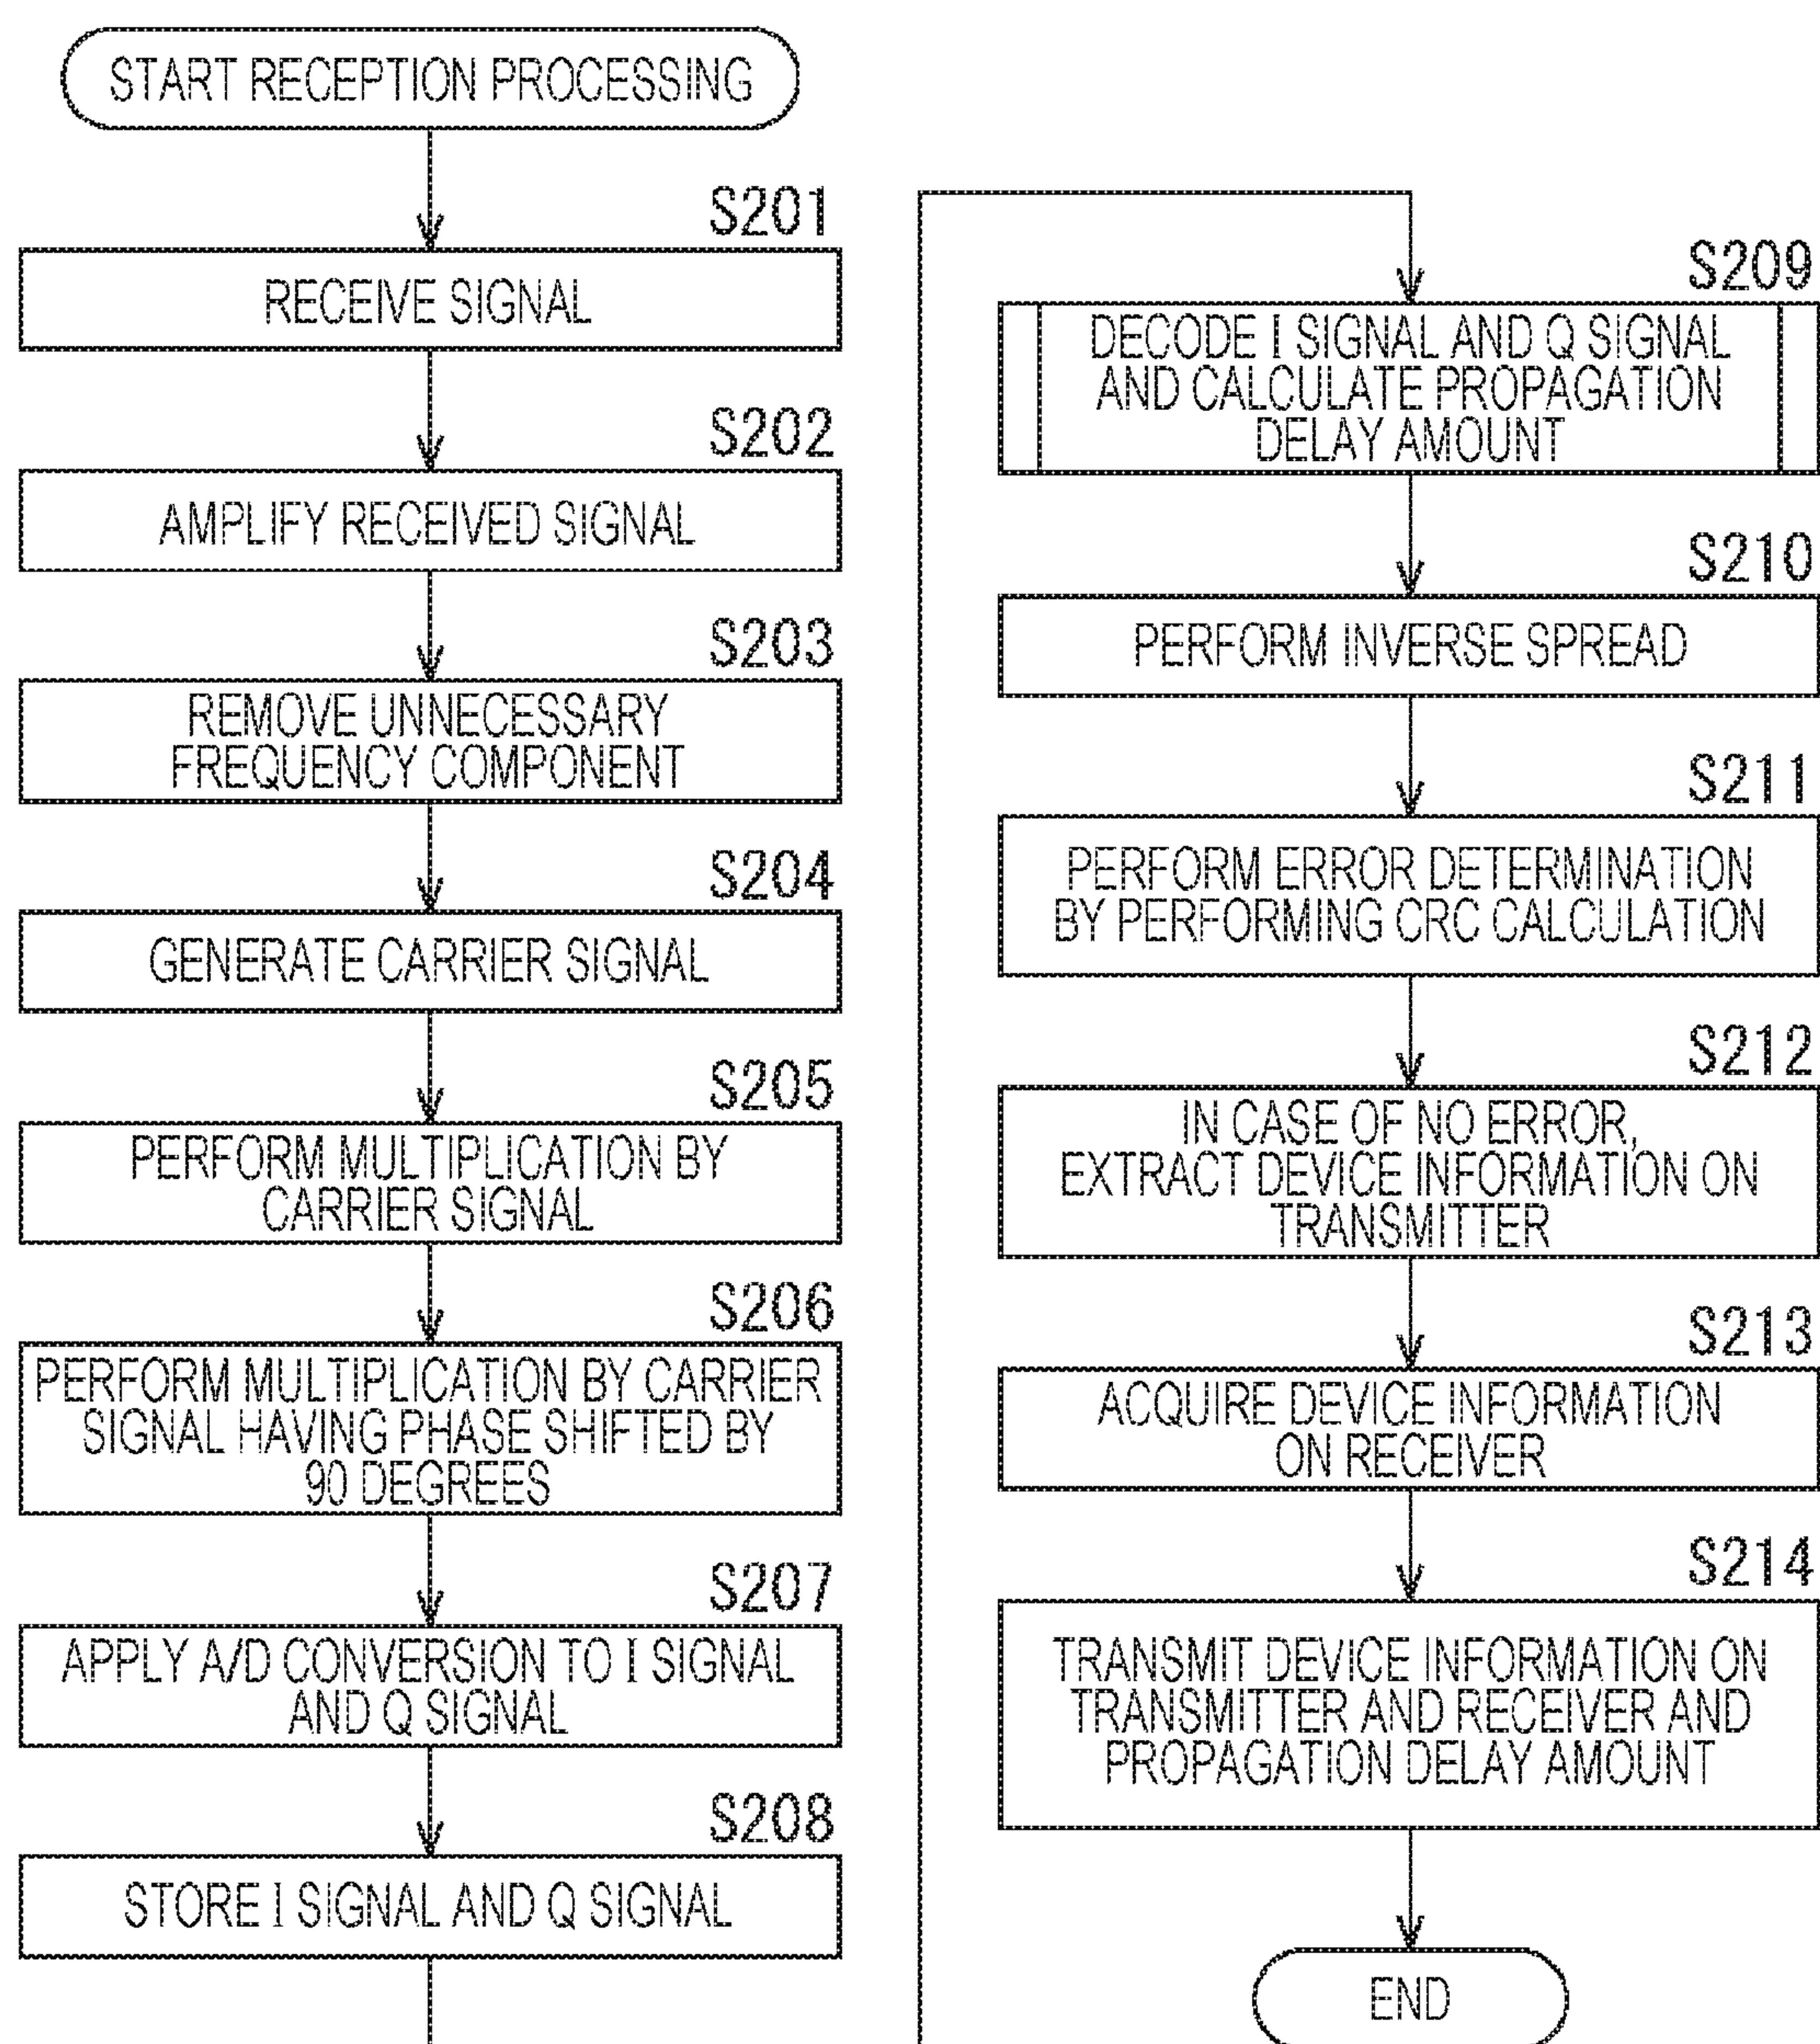 START RECEPTION PROCESSING
S201
RECEIVE SIGNAL
S202
AMPLIFY RECEIVED SIGNAL
S203
REMOVE UNNECESSARY
FREQUENCY COMPONENT
S204
GENERATE CARRIER SIGNAL
S205
PERFORM MULTIPLICATION BY
CARRIER SIGNAL
S206
PERFORM MULTIPLICATION BY CARRIER
SIGNAL HAVING PHASE SHIFTED BY
90 DEGREES
S207
APPLY A/D CONVERSION TO I SIGNAL
AND Q SIGNAL
S208
STORE I SIGNAL AND Q SIGNAL
S209
DECODE I SIGNAL AND Q SIGNAL
AND CALCULATE PROPAGATION
DELAY AMOUNT
S210
PERFORM INVERSE SPREAD
S211
PERFORM ERROR DETERMINATION
BY PERFORMING CRC CALCULATION
S212
IN CASE OF NO ERROR,
EXTRACT DEVICE INFORMATION ON
TRANSMITTER
S213
ACQUIRE DEVICE INFORMATION
ON RECEIVER
S214
TRANSMIT DEVICE INFORMATION ON
TRANSMITTER AND RECEIVER AND
PROPAGATION DELAY AMOUNT
END